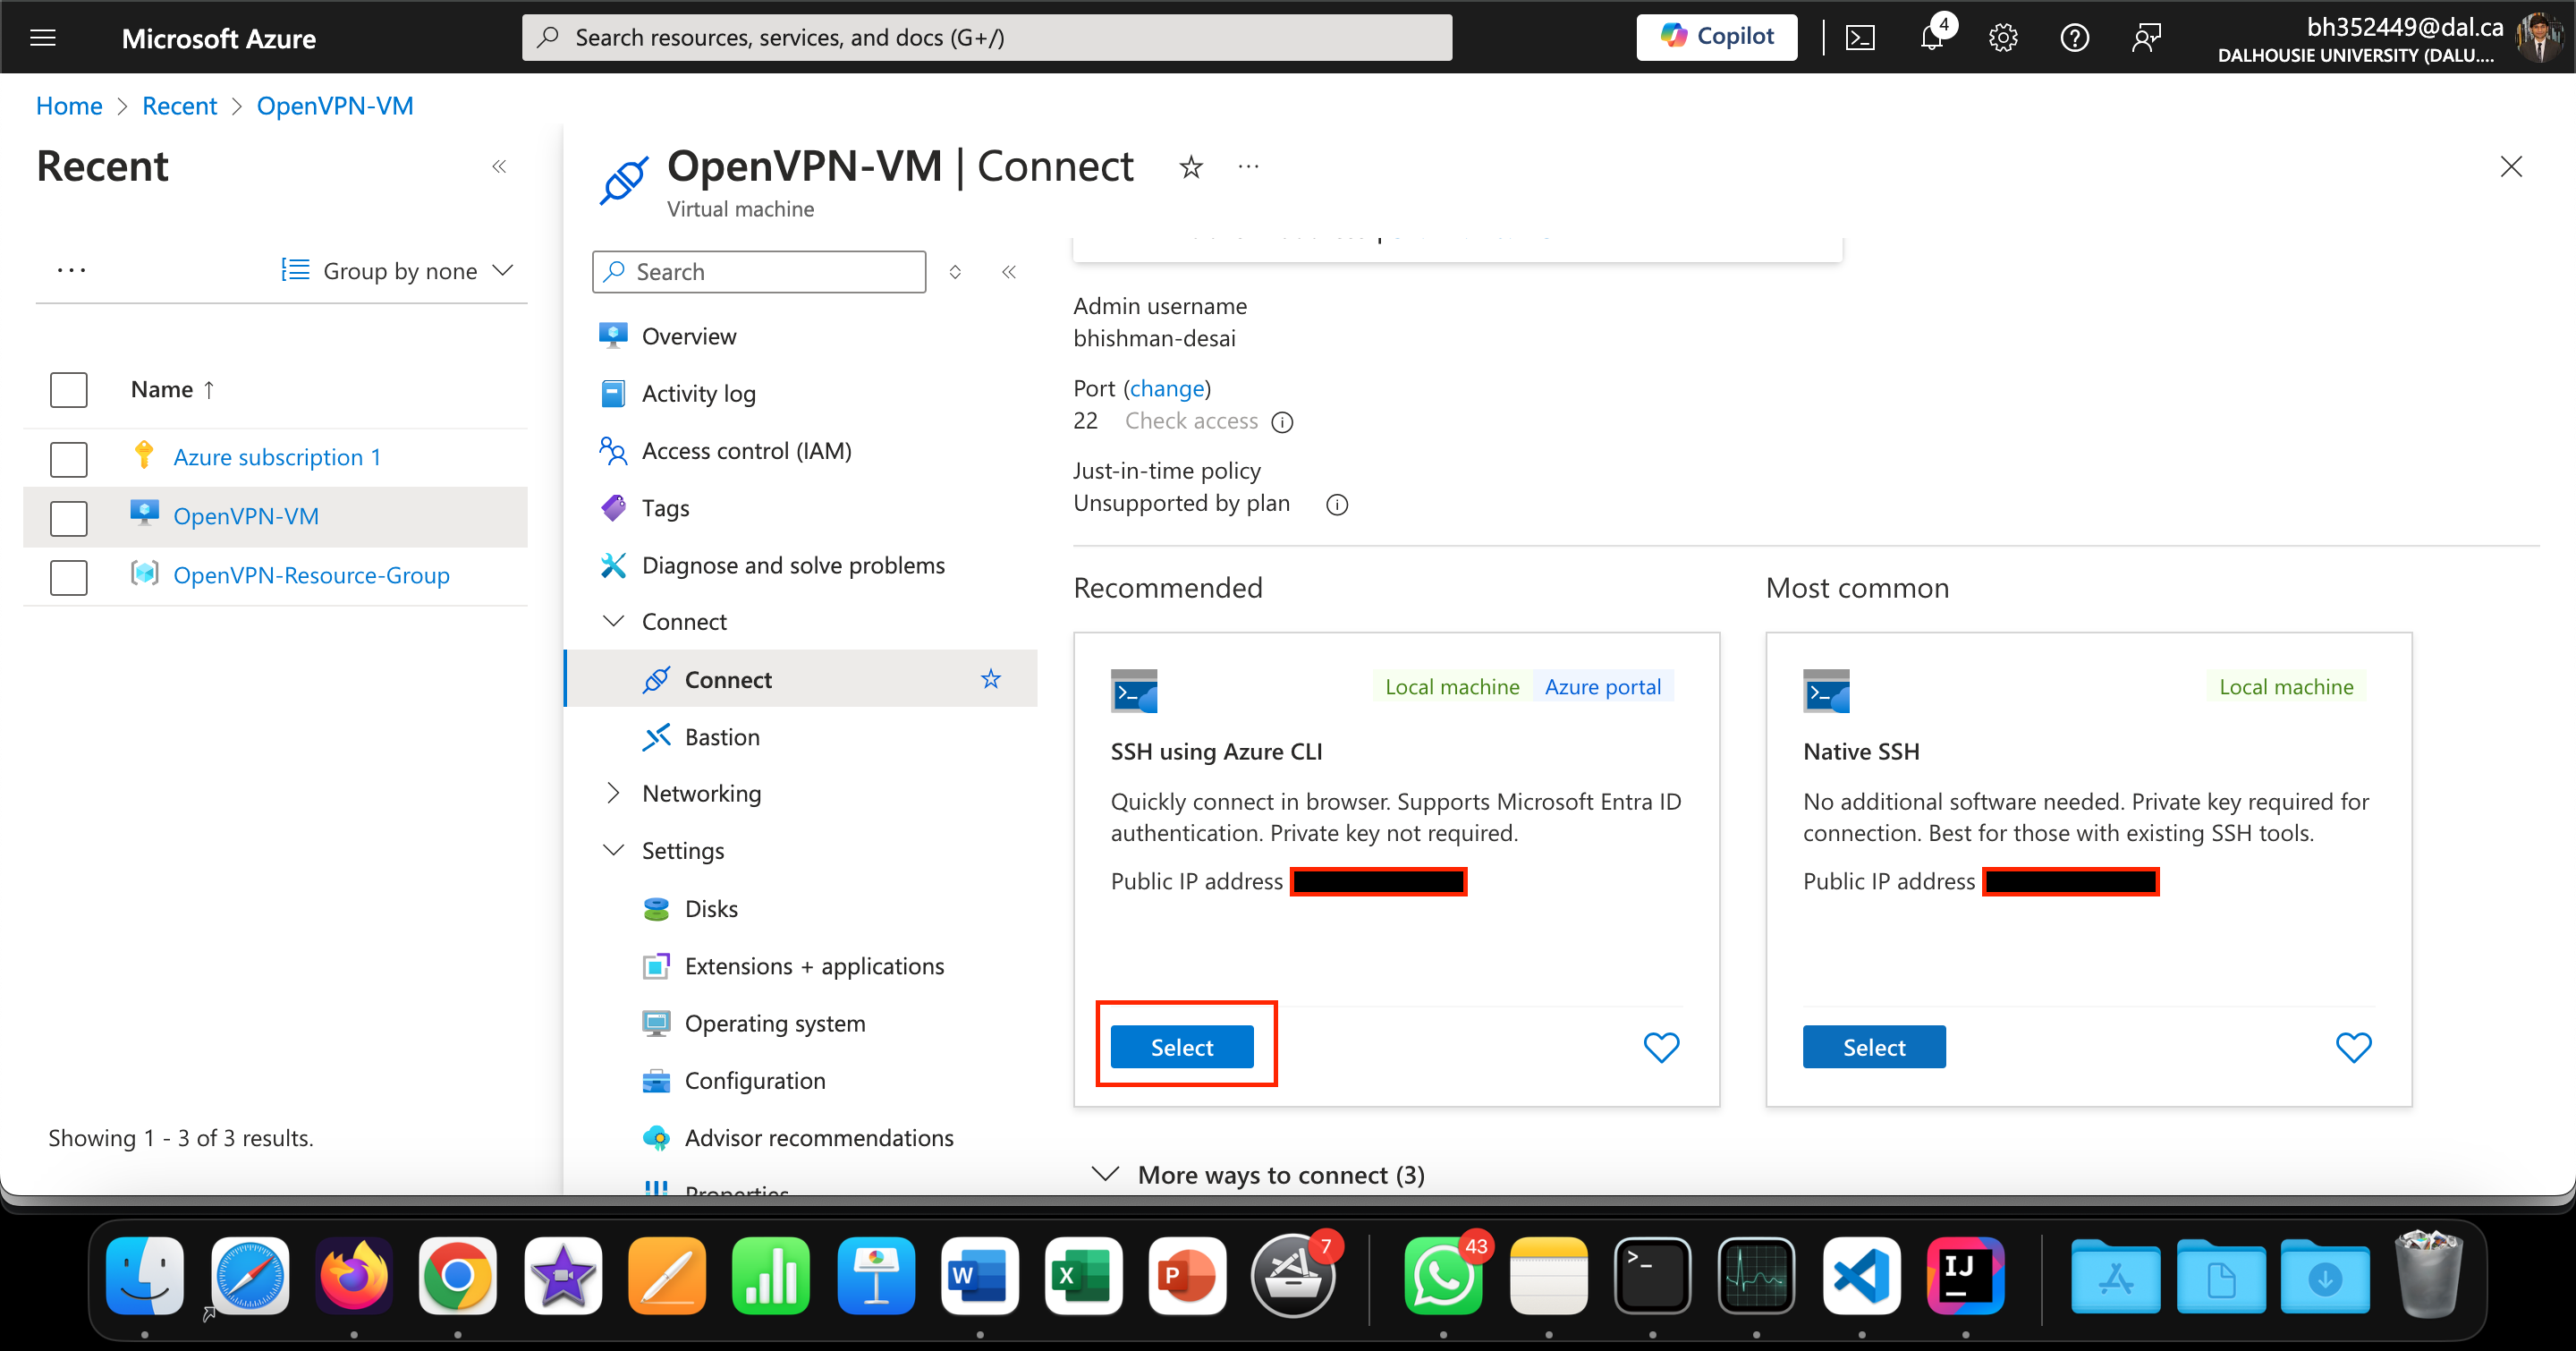 Microsoft Azure
Search resources, services, and docs (G+/)
Copilot
4
bh352449@dal.ca
DALHOUSIE UNIVERSITY (DALU....
Home > Recent > OpenVPN-VM
Recent
OpenVPN-VM | Connect
Virtual machine
Group by none
Name ↑
Azure subscription 1
OpenVPN-VM
OpenVPN-Resource-Group
Showing 1 - 3 of 3 results.
Search
Overview
Activity log
Access control (IAM)
Tags
Diagnose and solve problems
Connect
Connect
Bastion
Networking
Settings
Disks
Extensions + applications
Operating system
Configuration
Advisor recommendations
Properties
Admin username
bhishman-desai
Port (change)
22 Check access
Just-in-time policy
Unsupported by plan
Recommended
Local machine
Azure portal
SSH using Azure CLI
Quickly connect in browser. Supports Microsoft Entra ID
authentication. Private key not required.
Public IP address
Select
Most common
Local machine
Native SSH
No additional software needed. Private key required for
connection. Best for those with existing SSH tools.
Public IP address
Select
More ways to connect (3)
W
X
P
7
43
IJ